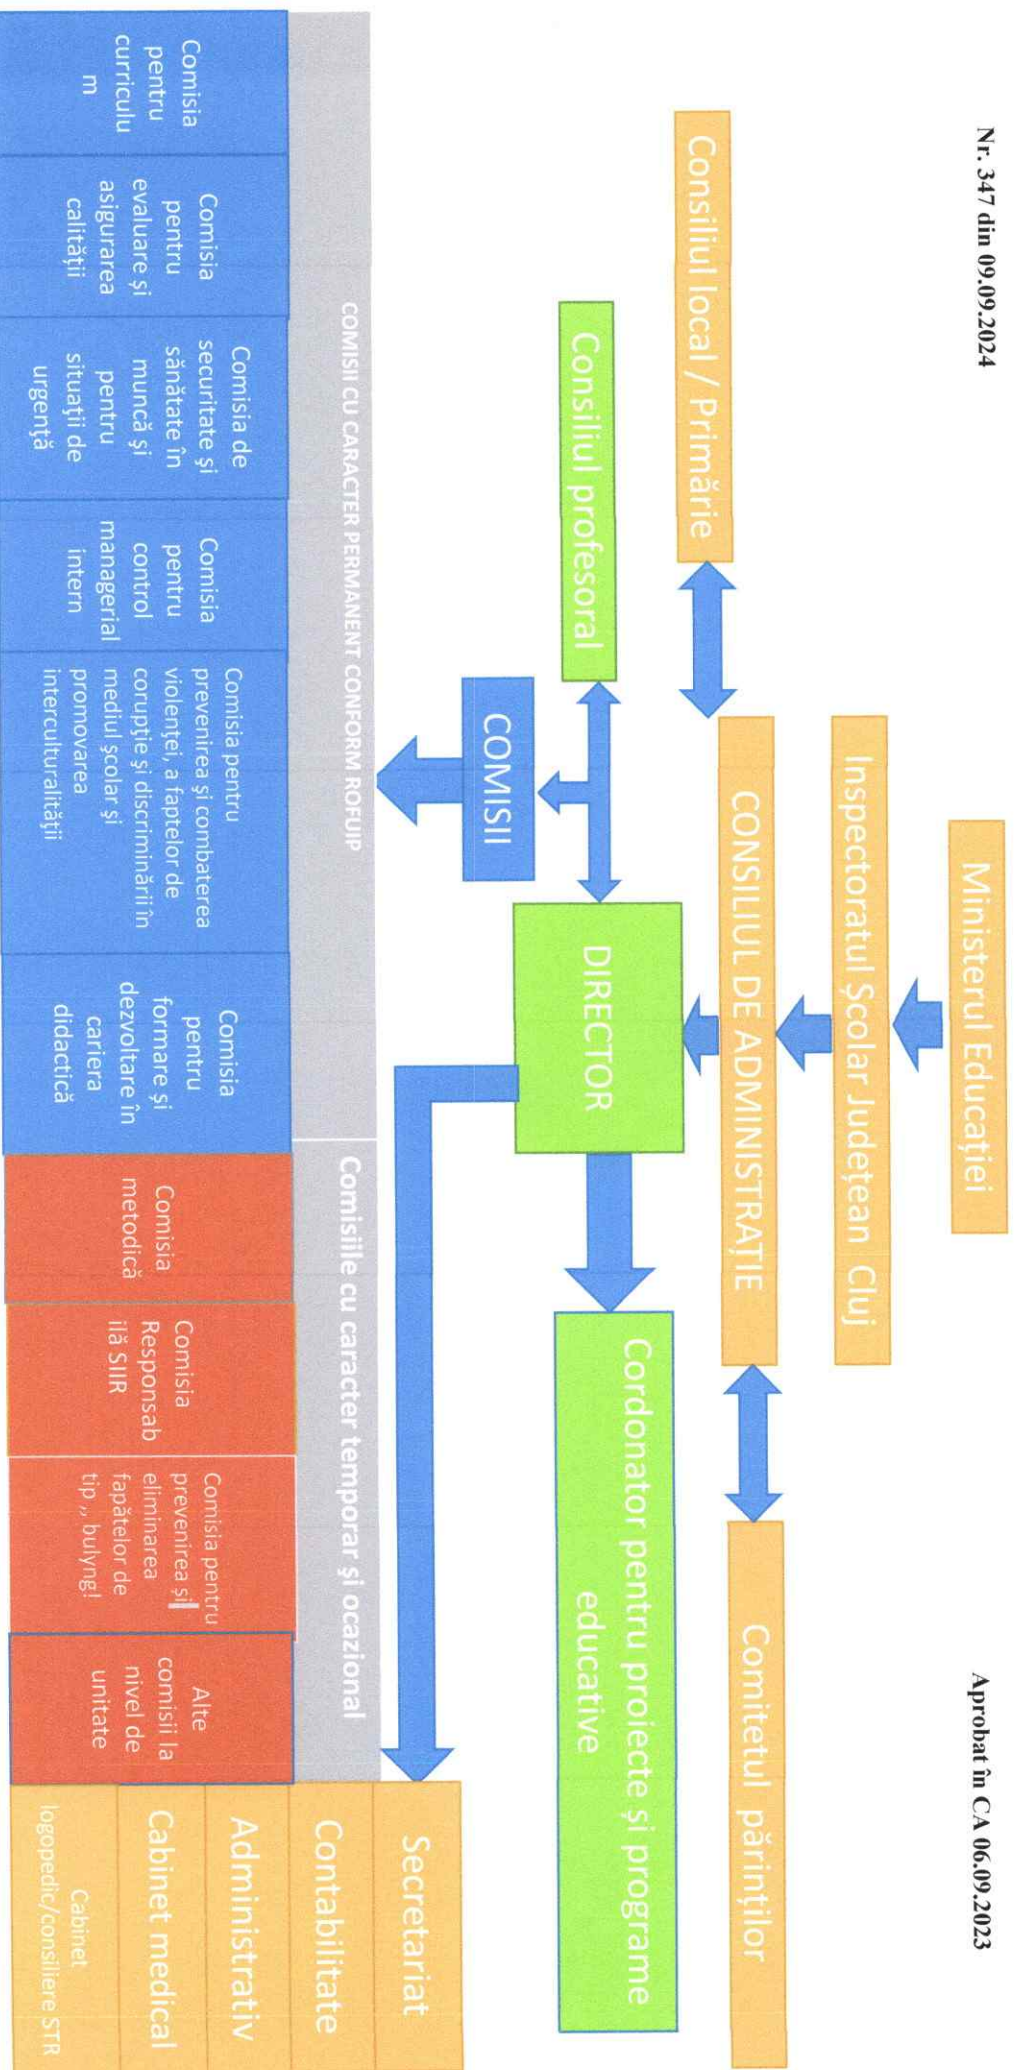 Nr. 347 din 09.09.2024
Aprobat în CA 06.09.2023
Ministerul Educației
Inspectoratul Școlar Județean Cluj
Consiliul local / Primărie
CONSILIUL DE ADMINISTRAȚIE
Comitetul părinților
Consiliul profesoral
DIRECTOR
Cordonator pentru proiecte și programe
educative
COMISII
COMISII CU CARACTER PERMANENT CONFORM ROFUIP
Comisiile cu caracter temporar și ocazional
Comisia
pentru
curriculu
m
Comisia
pentru
evaluare și
asigurarea
calității
Comisia de
securitate și
sănătate în
muncă și
pentru
situații de
urgență
Comisia
pentru
control
managerial
intern
Comisia pentru
prevenirea și combaterea
violenței, a faptelor de
corupție și discriminării în
mediul școlar și
promovarea
interculturalității
Comisia
pentru
formare și
dezvoltare în
cariera
didactică
Comisia
metodică
Comisia
Responsab
ilă SIIR
Comisia pentru
prevenirea și
eliminarea
fapătelor de
tip ,, bulyng!
Alte
comisii la
nivel de
unitate
Secretariat
Contabilitate
Administrativ
Cabinet medical
Cabinet
logopedic/consiliere STR